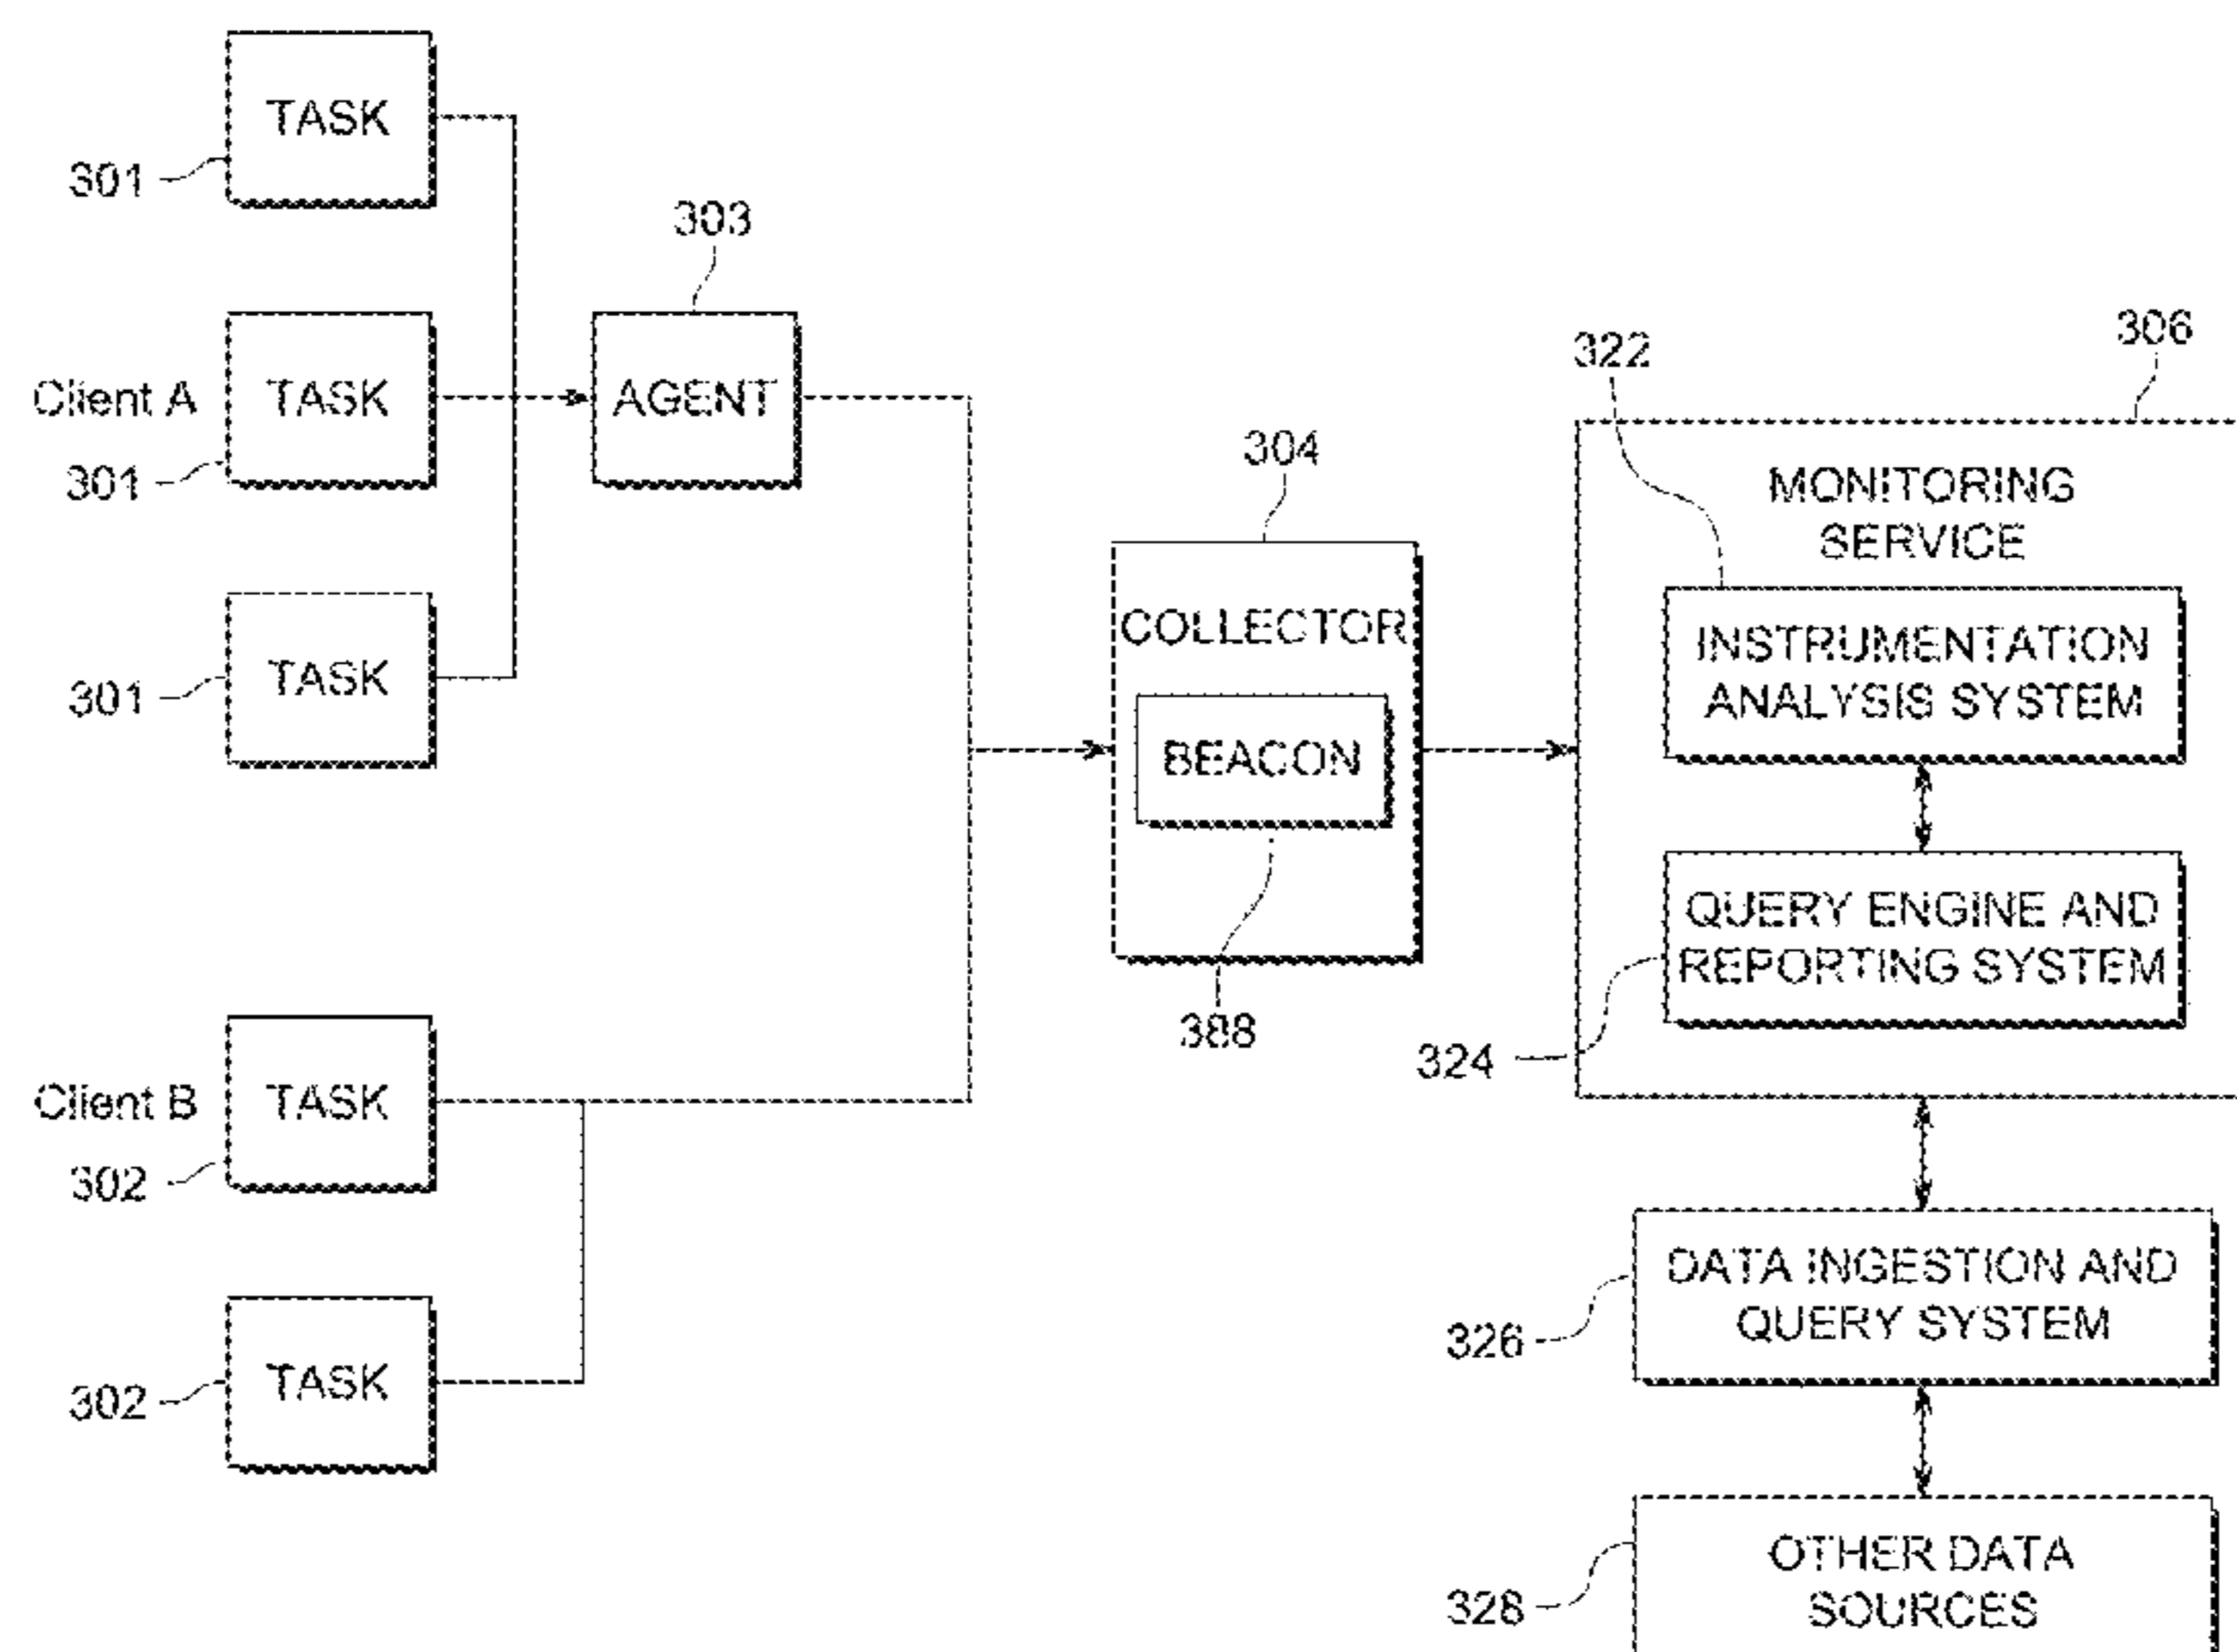 TASK
301
303
Client A
TASK
AGENT
301
TASK
301
304
COLLECTOR
BEACON
388
322
306
MONITORING
SERVICE
INSTRUMENTATION
ANALYSIS SYSTEM
QUERY ENGINE AND
REPORTING SYSTEM
324
Client B
TASK
302
TASK
302
DATA INGESTION AND
QUERY SYSTEM
326
OTHER DATA
SOURCES
328